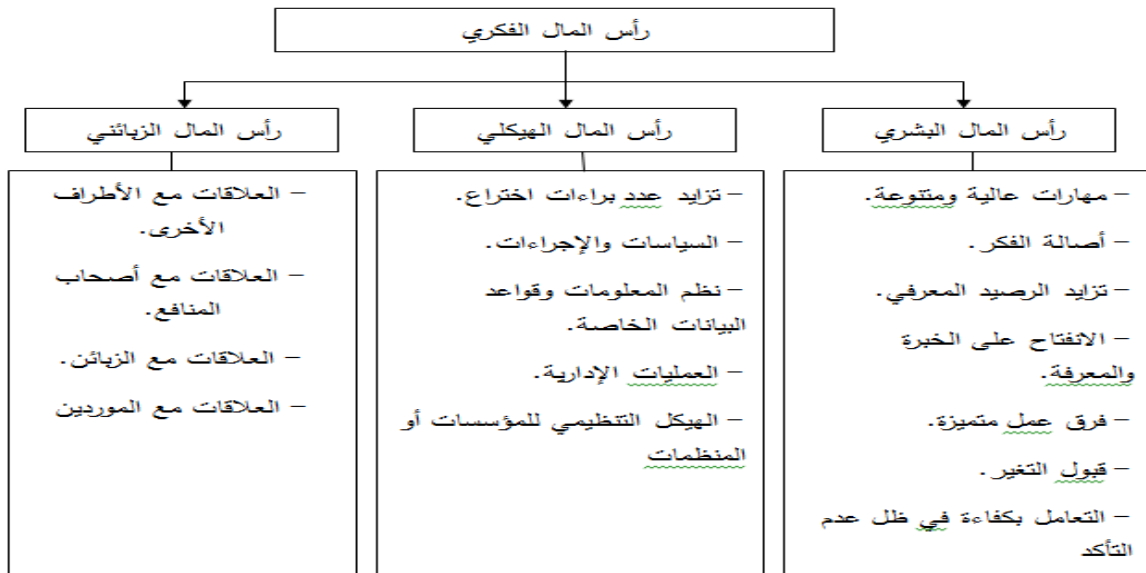 رأس المال الفكري
رأس المال البشري
– مهارات عالية ومتنوعة.
– أصالة الفكر.
– تزايد الرصيد المعرفي.
– الانفتاح على الخبرة
والمعرفة.
– فرق عمل متميزة.
– قبول التغير.
– التعامل بكفاءة في ظل عدم
التأكد
رأس المال الهيكلي
– تزايد عدد براءات اختراع.
– السياسات والإجراءات.
– نظم المعلومات وقواعد
البيانات الخاصة.
– العمليات الإدارية.
– الهيكل التنظيمي للمؤسسات أو
المنظمات
رأس المال الزبائني
– العلاقات مع الأطراف
الأخرى.
– العلاقات مع أصحاب
المنافع.
– العلاقات مع الزبائن.
– العلاقات مع الموردين